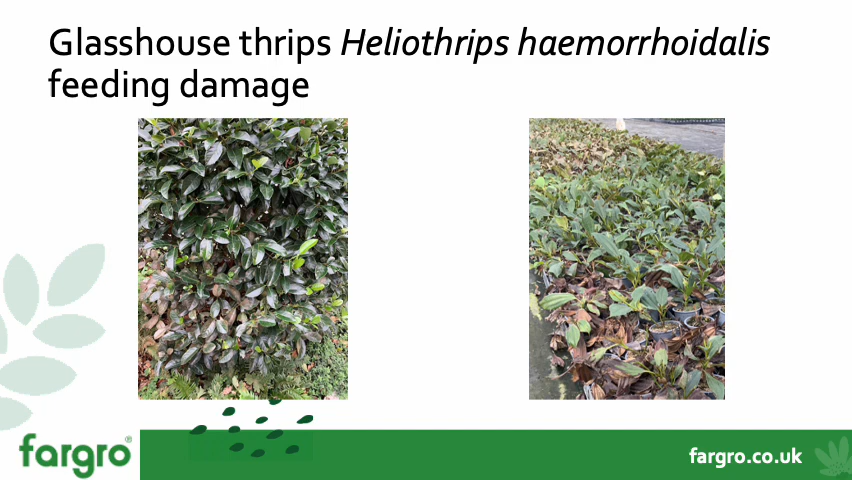 Glasshouse thrips Heliothrips haemorrhoidalis
feeding damage
fargro®
fargro.co.uk